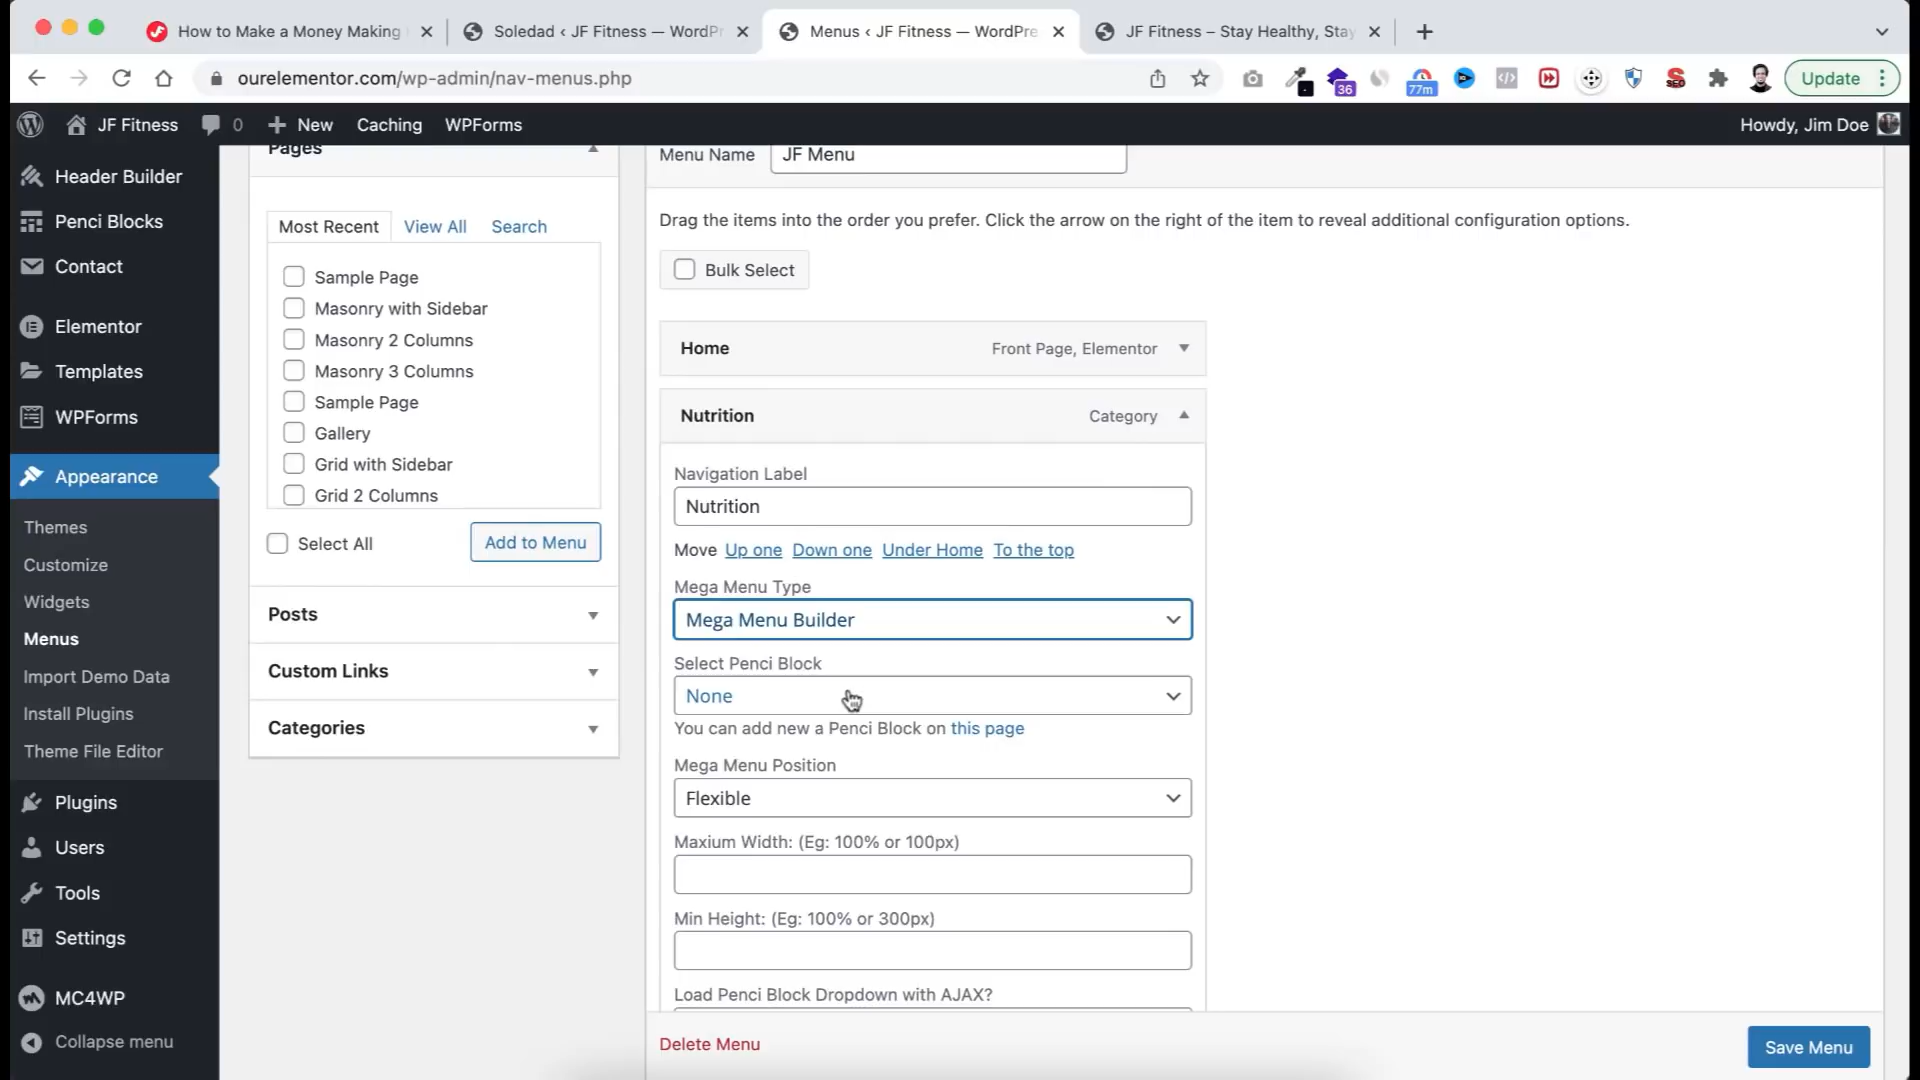 How to Make a Money Making
Soledad ‹ JF Fitness — WordPr
Menus ‹ JF Fitness — WordPre
JF Fitness – Stay Healthy, Stay
ourelementor.com/wp-admin/nav-menus.php
36
77m
SEO
Update
JF Fitness
0
New
Caching
WPForms
Howdy, Jim Doe
Header Builder
Penci Blocks
Contact
Elementor
Templates
WPForms
Appearance
Themes
Customize
Widgets
Menus
Import Demo Data
Install Plugins
Theme File Editor
Plugins
Users
Tools
Settings
MC4WP
Collapse menu
Pages
Most Recent
View All
Search
Sample Page
Masonry with Sidebar
Masonry 2 Columns
Masonry 3 Columns
Sample Page
Gallery
Grid with Sidebar
Grid 2 Columns
Select All
Add to Menu
Posts
Custom Links
Categories
Menu Name
JF Menu
Drag the items into the order you prefer. Click the arrow on the right of the item to reveal additional configuration options.
Bulk Select
Home
Front Page, Elementor
Nutrition
Category
Navigation Label
Nutrition
Move Up one Down one Under Home To the top
Mega Menu Type
Mega Menu Builder
Select Penci Block
None
You can add new a Penci Block on this page
Mega Menu Position
Flexible
Maxium Width: (Eg: 100% or 100px)
Min Height: (Eg: 100% or 300px)
Load Penci Block Dropdown with AJAX?
Delete Menu
Save Menu